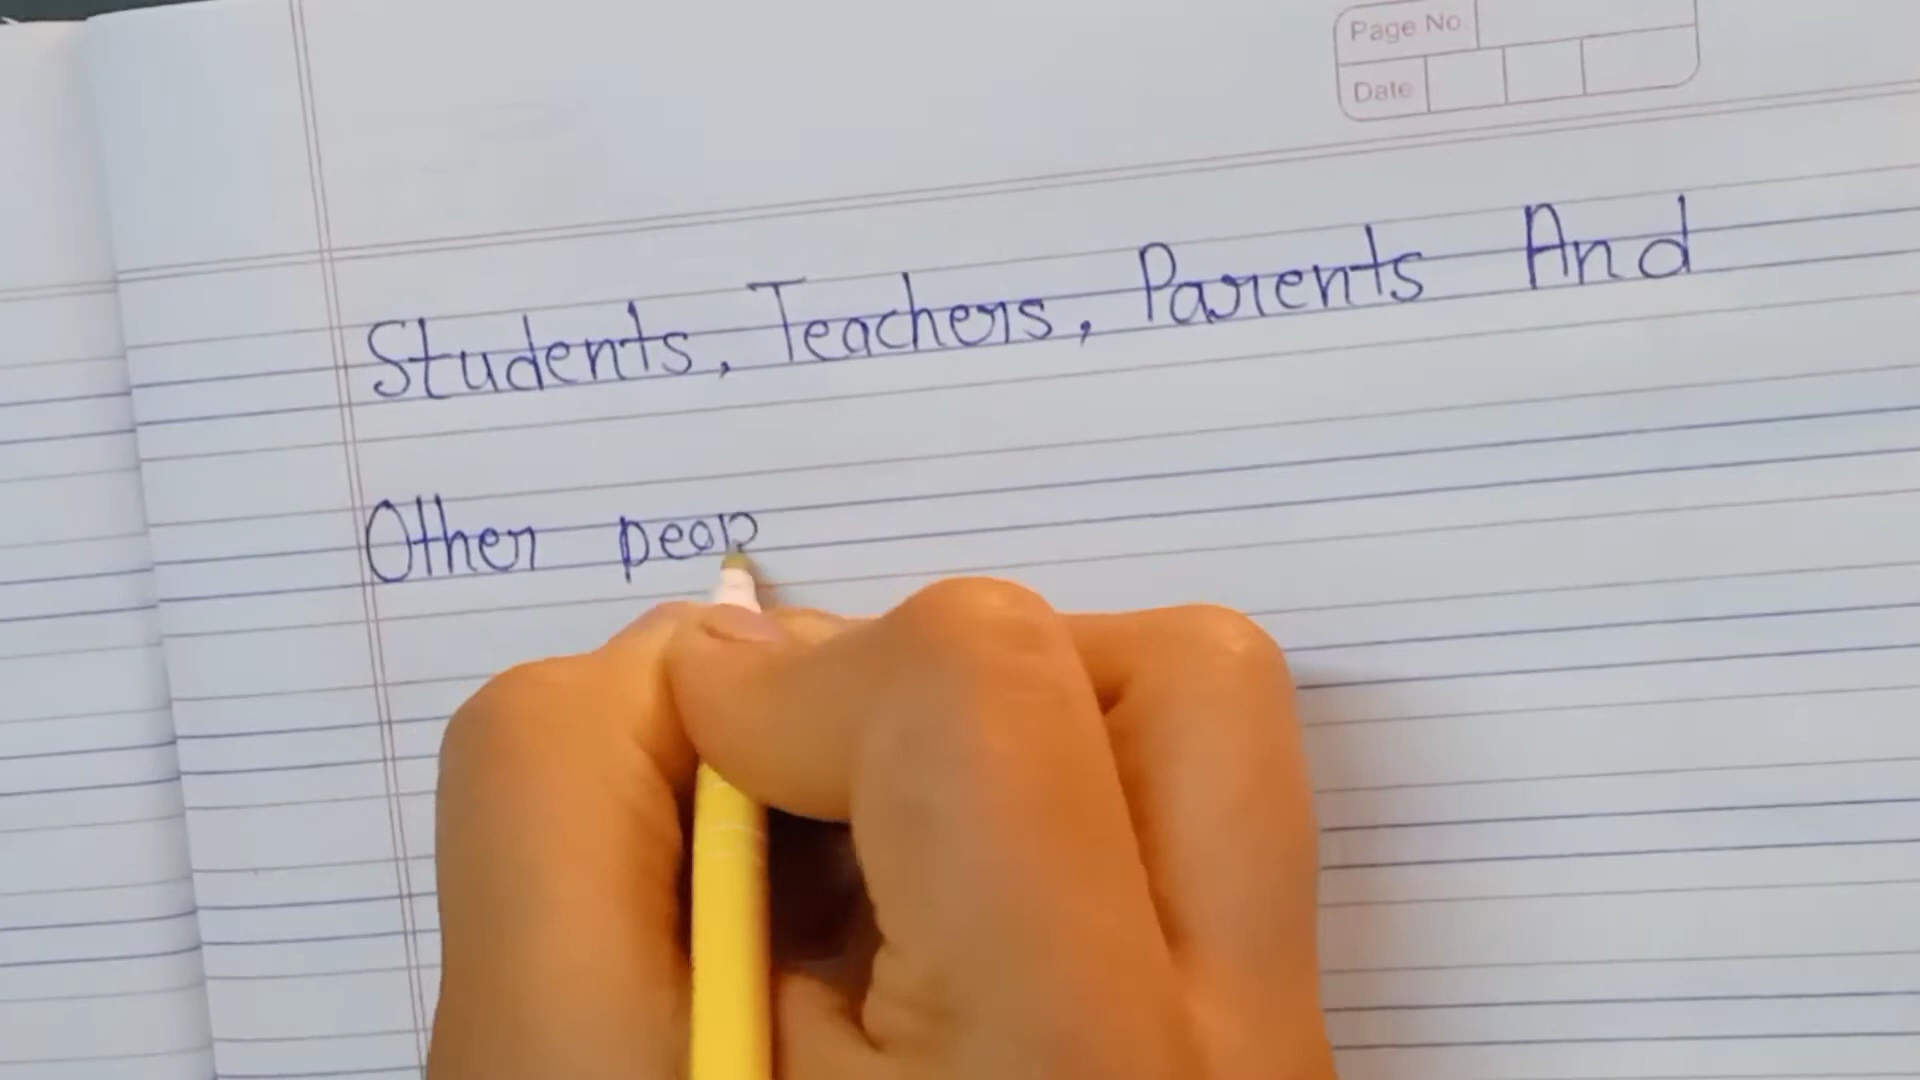 Page No
Date
Students, Teachers, Parents And
Other peop